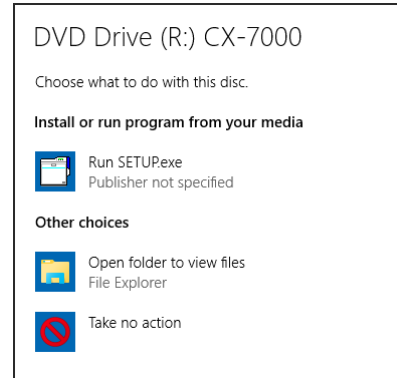 DVD Drive (R:) CX-7000
Choose what to do with this disc.
Install or run program from your media
Run SETUP.exe
Publisher not specified
Other choices
Open folder to view files
File Explorer
Take no action